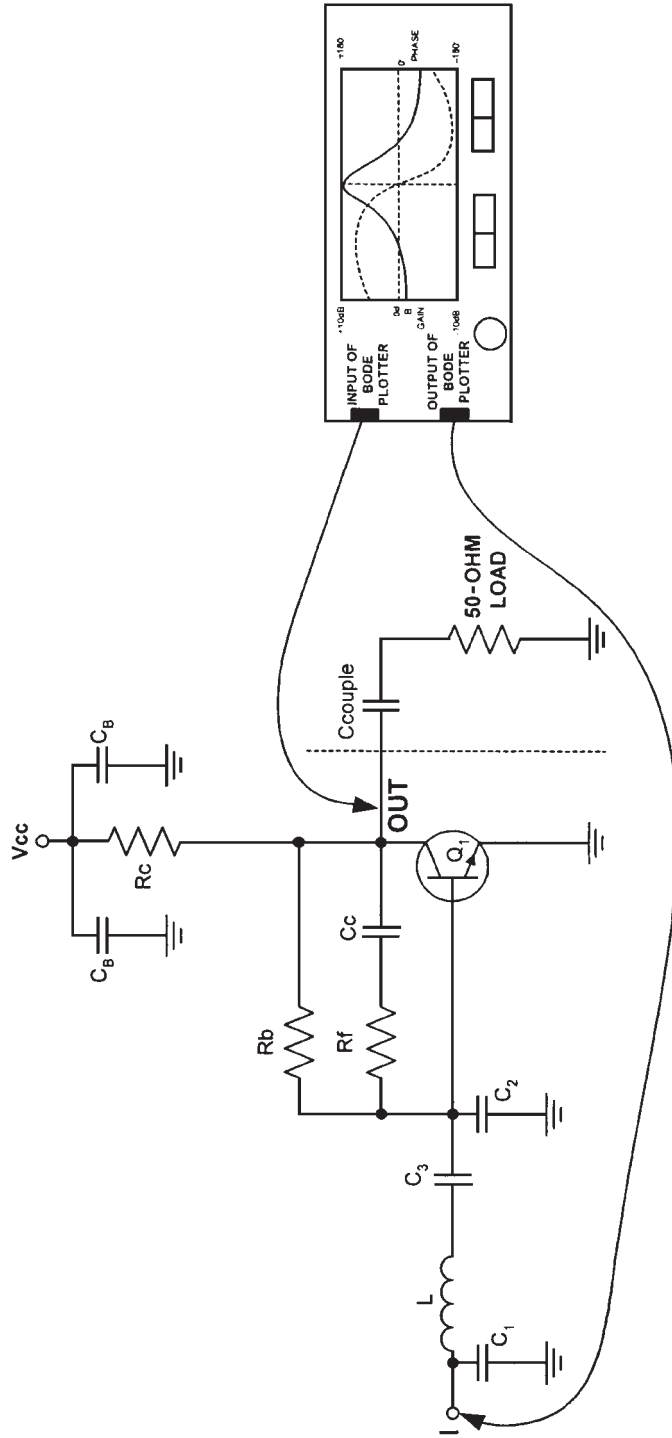 Vcc
C_B
C_B
Rc
Rb
Rf
Cc
Q₁
OUT
Ccouple
50-OHM
LOAD
C₃
C₂
L
C₁
I
INPUT OF
BODE
PLOTTER
OUTPUT OF
BODE
PLOTTER
+10dB
0d
B
GAIN
-10dB
+180
0°
PHASE
-180